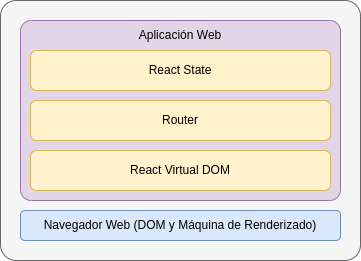 Aplicación Web
React State
Router
React Virtual DOM
Navegador Web (DOM y Máquina de Renderizado)